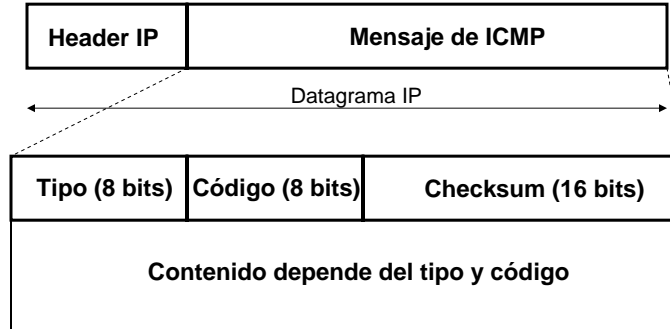 Header IP Mensaje de ICMP
Datagrama IP
Tipo (8 bits) Código (8 bits) Checksum (16 bits)
Contenido depende del tipo y código